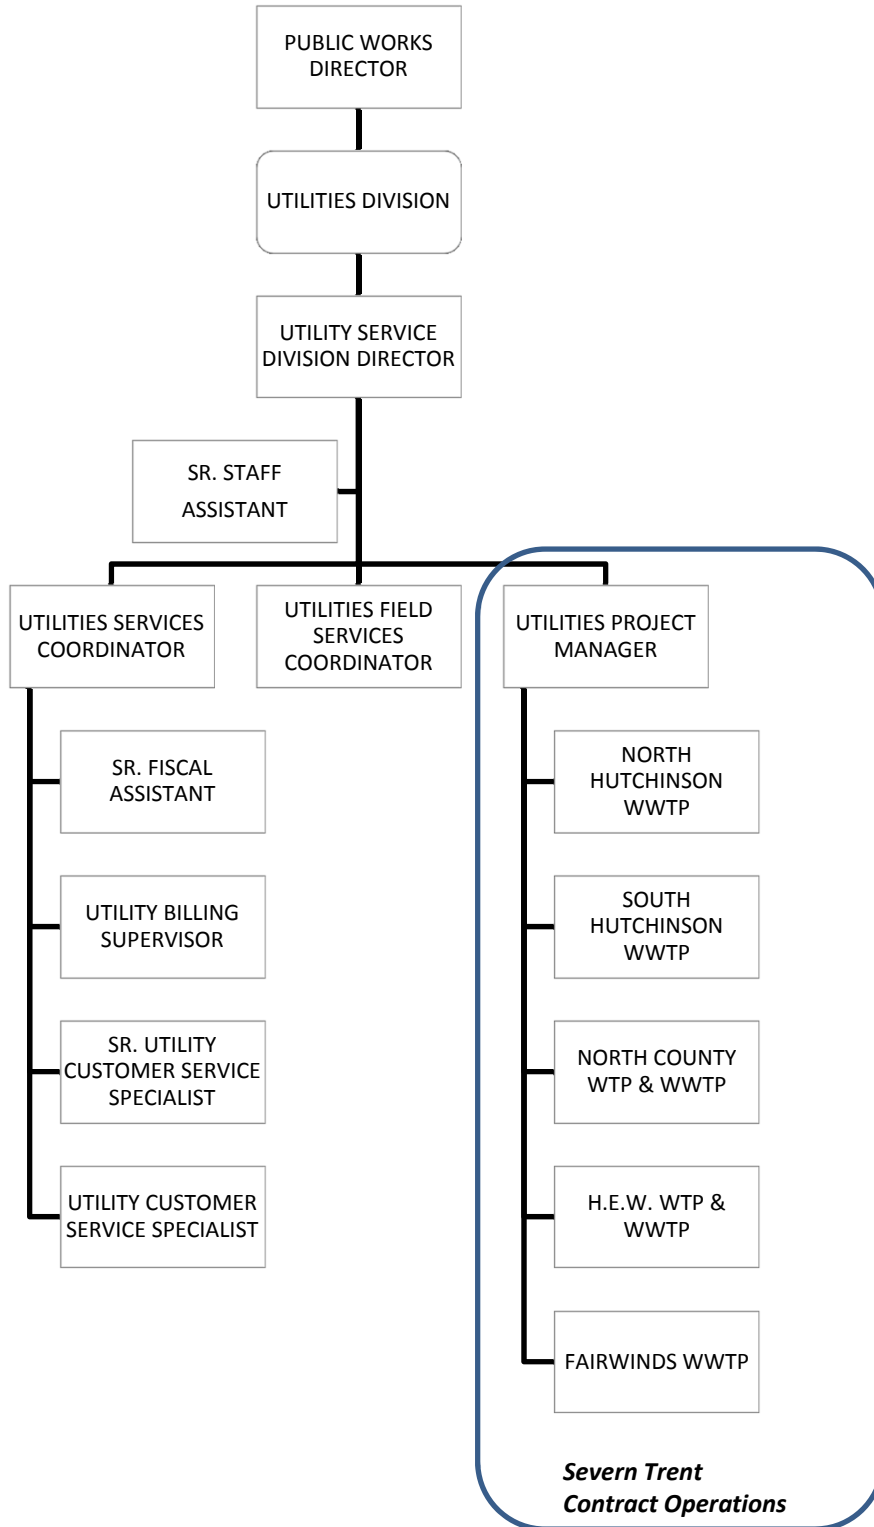 PUBLIC WORKS
DIRECTOR
UTILITIES DIVISION
UTILITY SERVICE
DIVISION DIRECTOR
SR. STAFF
ASSISTANT
UTILITIES SERVICES
COORDINATOR
UTILITIES FIELD
SERVICES
COORDINATOR
UTILITIES PROJECT
MANAGER
SR. FISCAL
ASSISTANT
UTILITY BILLING
SUPERVISOR
SR. UTILITY
CUSTOMER SERVICE
SPECIALIST
UTILITY CUSTOMER
SERVICE SPECIALIST
NORTH
HUTCHINSON
WWTP
SOUTH
HUTCHINSON
WWTP
NORTH COUNTY
WTP & WWTP
H.E.W. WTP &
WWTP
FAIRWINDS WWTP
Severn Trent
Contract Operations